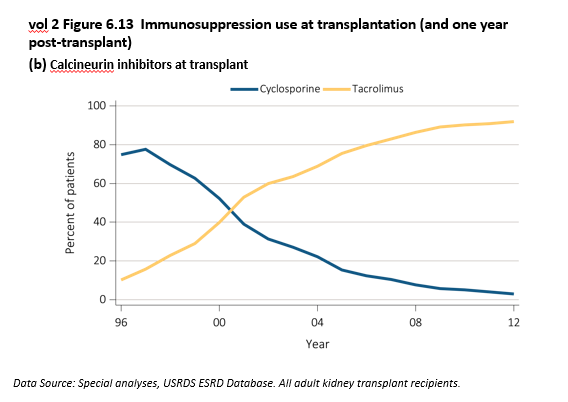 vol 2 Figure 6.13  Immunosuppression use at transplantation (and one year
post-transplant)
(b) Calcineurin inhibitors at transplant
Cyclosporine Tacrolimus
100
80
60
40
20
0
Percent of patients
96 00 04 08 12
Year
Data Source: Special analyses, USRDS ESRD Database. All adult kidney transplant recipients.